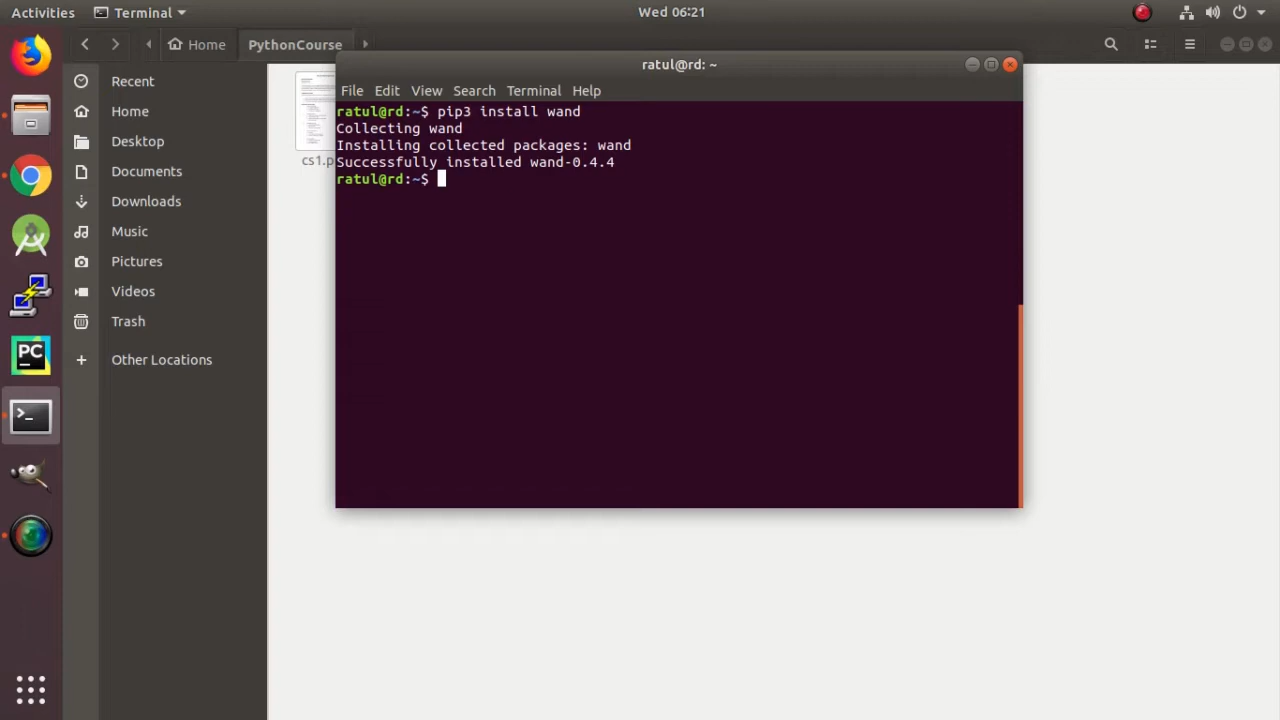 Activities
Terminal
Wed 06:21
Home
PythonCourse
Recent
Home
Desktop
Documents
Downloads
Music
Pictures
Videos
Trash
Other Locations
cs1.p
ratul@rd: ~
File Edit View Search Terminal Help
ratul@rd:~$ pip3 install wand
Collecting wand
Installing collected packages: wand
Successfully installed wand-0.4.4
ratul@rd:~$
PC